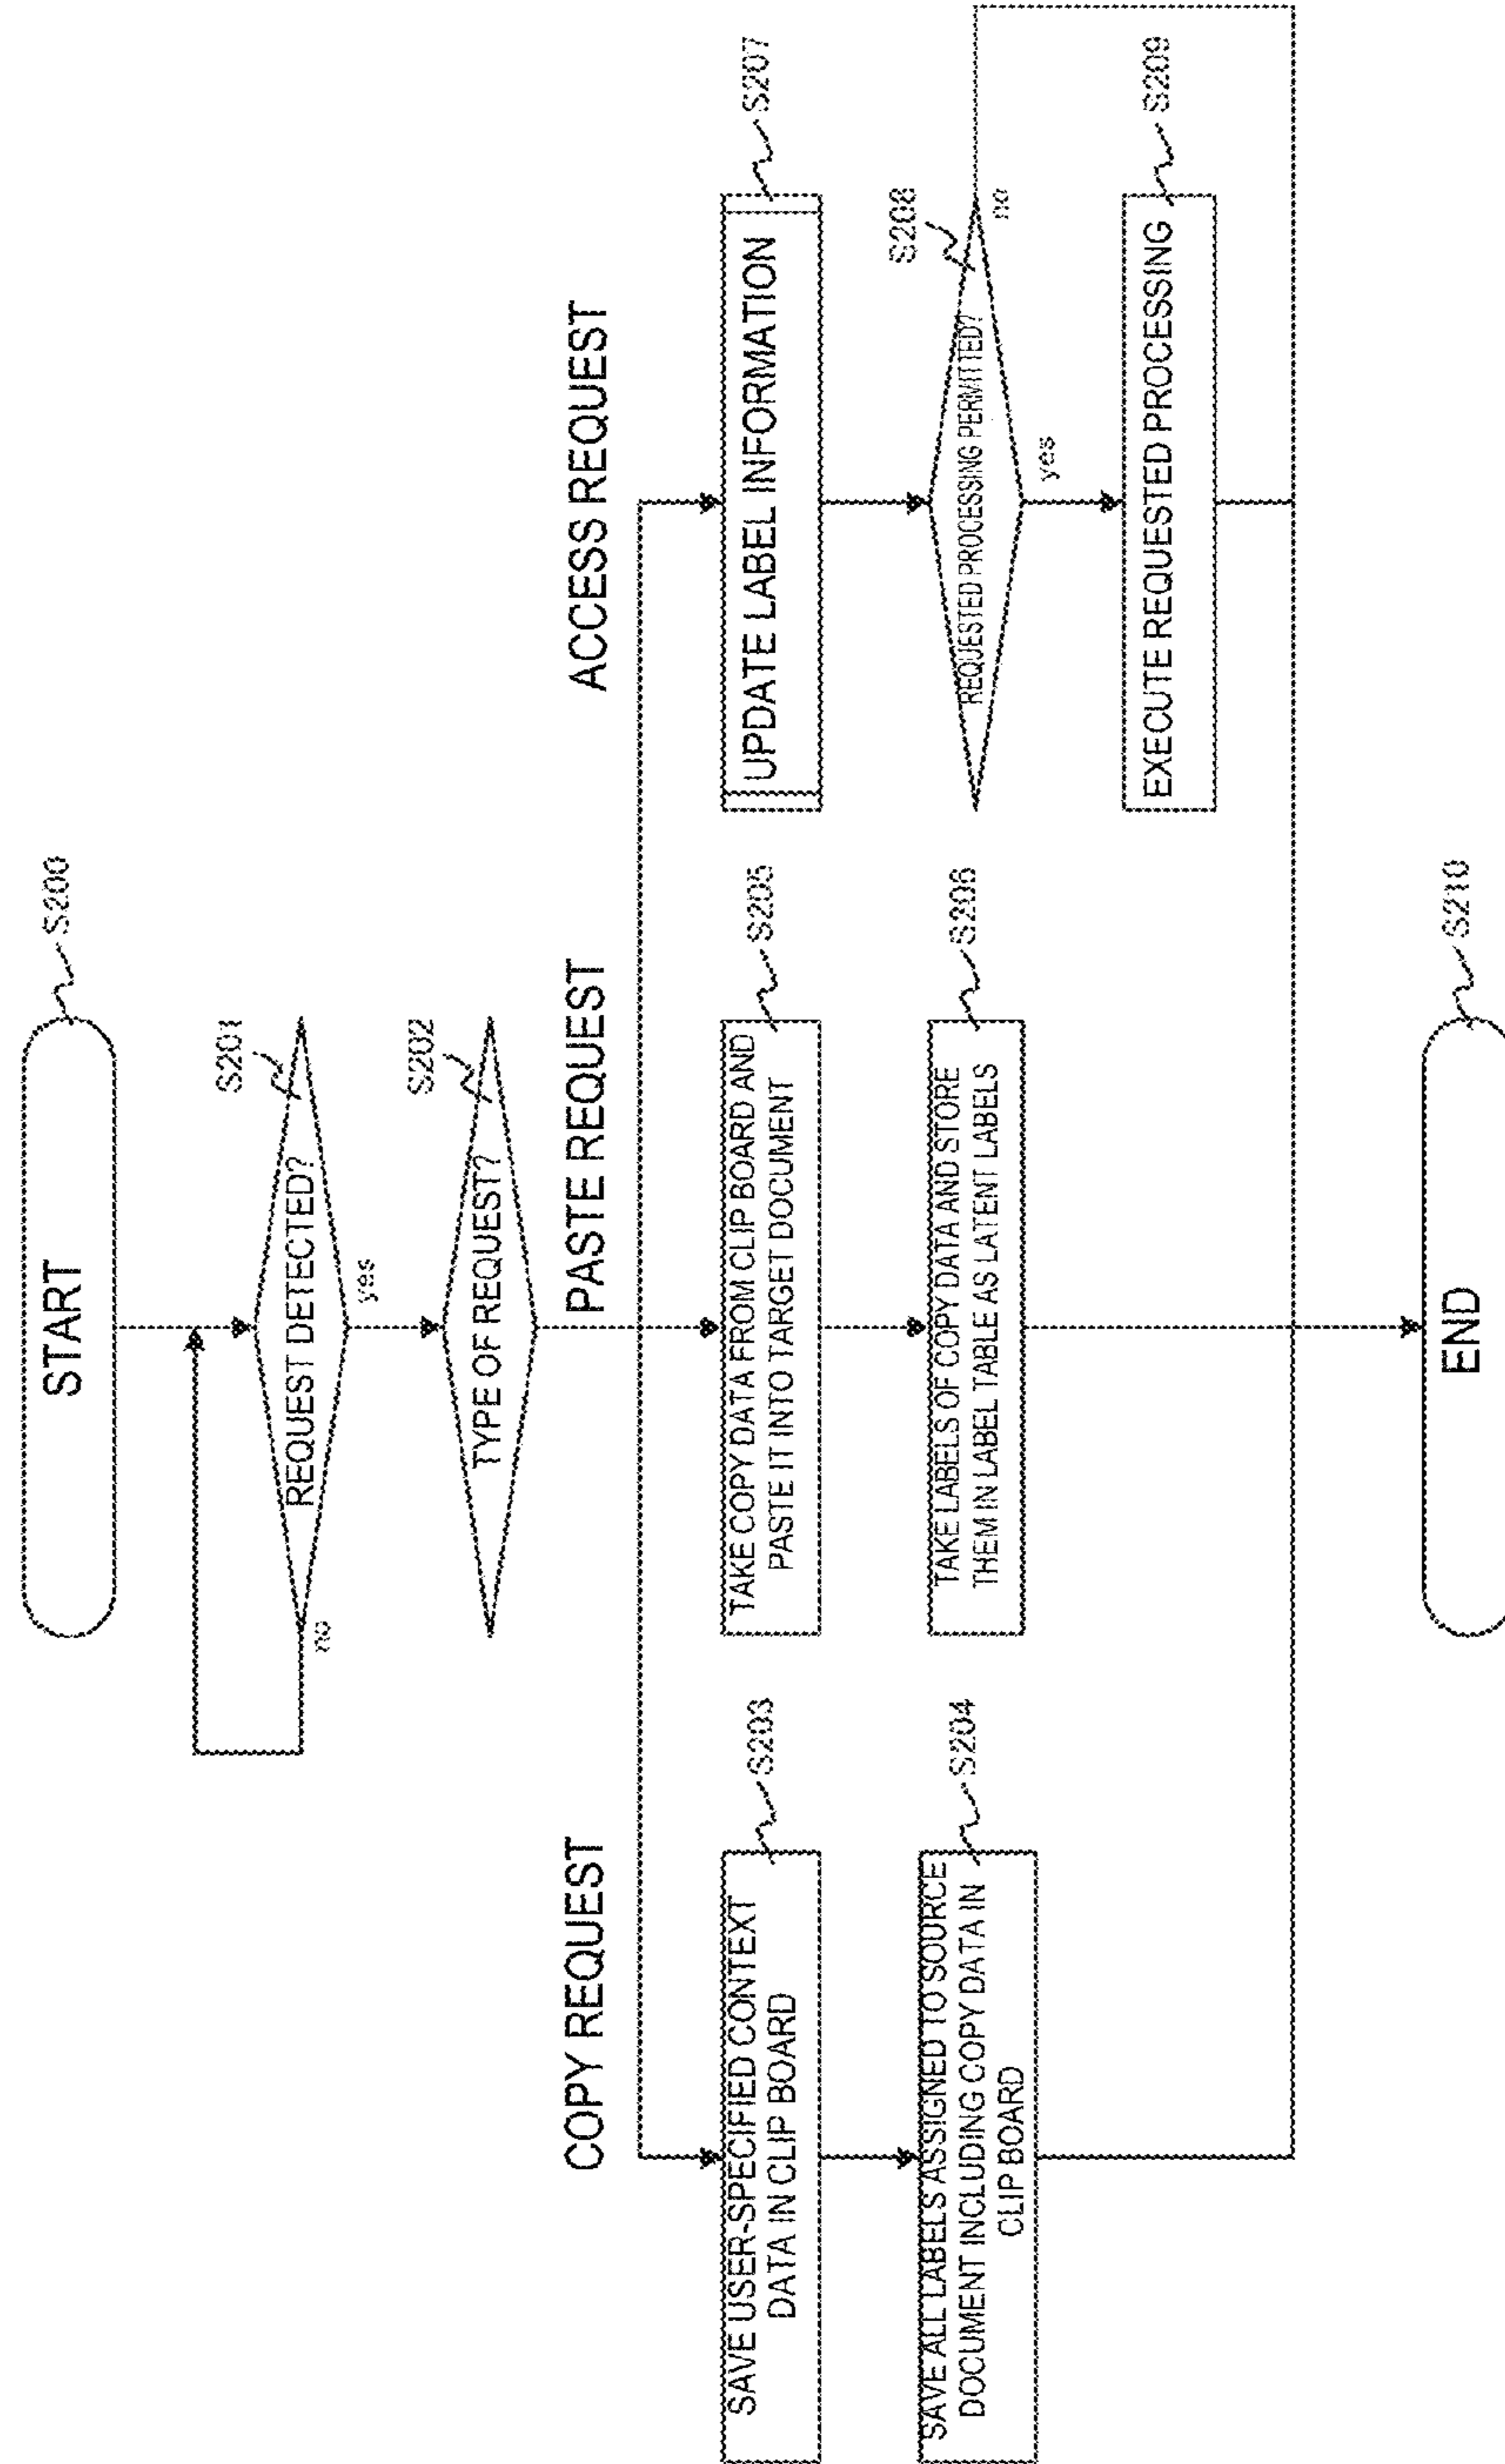 START
S200
REQUEST DETECTED?
S201
no
yes
TYPE OF REQUEST?
S202
COPY REQUEST
PASTE REQUEST
ACCESS REQUEST
SAVE USER-SPECIFIED CONTEXT
DATA IN CLIP BOARD
S203
SAVE ALL LABELS ASSIGNED TO SOURCE
DOCUMENT INCLUDING COPY DATA IN
CLIP BOARD
S204
TAKE COPY DATA FROM CLIP BOARD AND
PASTE IT INTO TARGET DOCUMENT
S205
TAKE LABELS OF COPY DATA AND STORE
THEM IN LABEL TABLE AS LATENT LABELS
S206
UPDATE LABEL INFORMATION
S207
REQUESTED PROCESSING PERMITTED?
S208
no
yes
EXECUTE REQUESTED PROCESSING
S209
END
S210